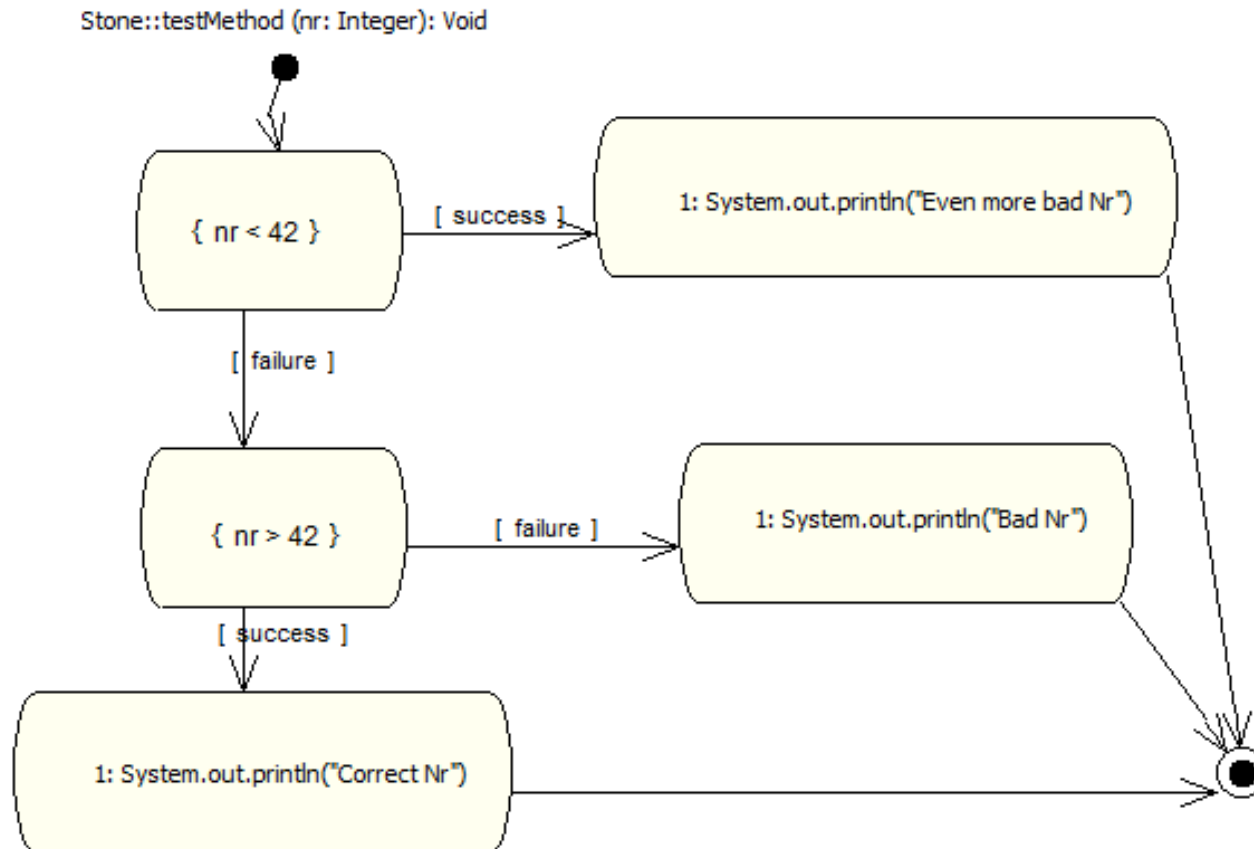 Stone::testMethod (nr: Integer): Void
{ nr < 42 }
[ success ]
1: System.out.println("Even more bad Nr")
[ failure ]
{ nr > 42 }
[ failure ]
1: System.out.println("Bad Nr")
[ success ]
1: System.out.println("Correct Nr")